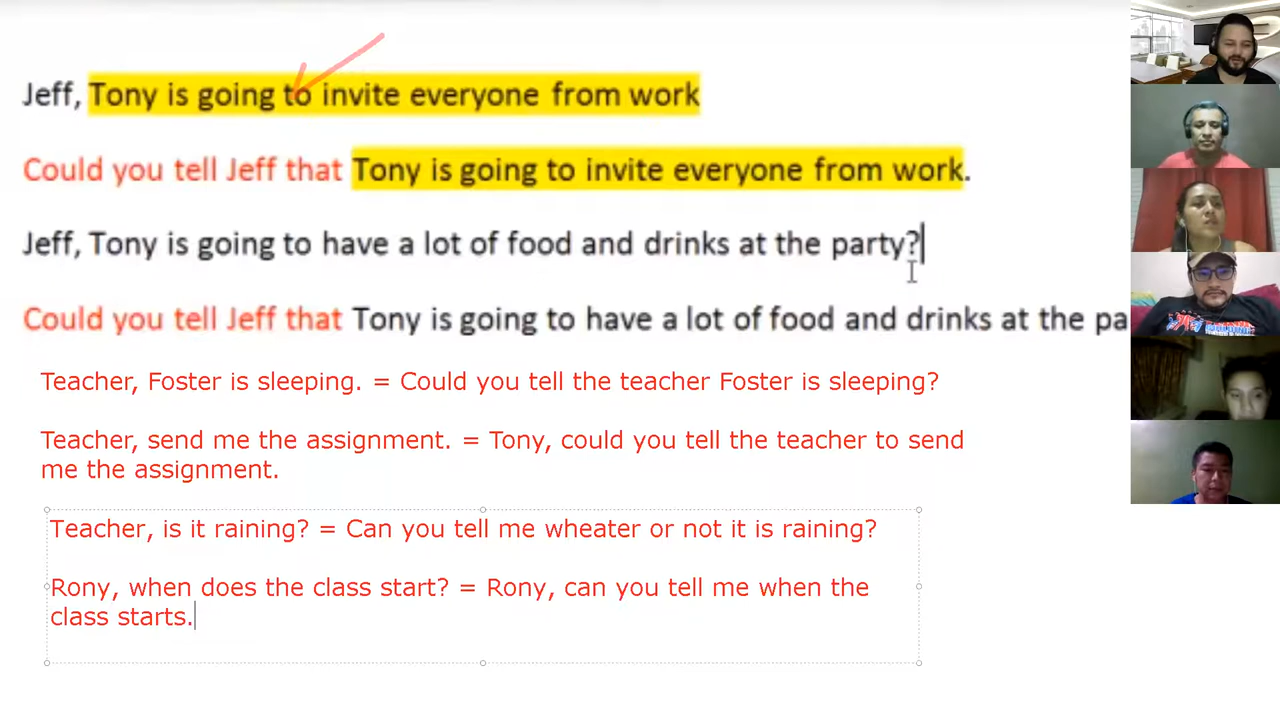 Jeff, Tony is going to invite everyone from work
Could you tell Jeff that Tony is going to invite everyone from work.
Jeff, Tony is going to have a lot of food and drinks at the party?
Could you tell Jeff that Tony is going to have a lot of food and drinks at the pa
Teacher, Foster is sleeping. = Could you tell the teacher Foster is sleeping?
Teacher, send me the assignment. = Tony, could you tell the teacher to send
me the assignment.
Teacher, is it raining? = Can you tell me wheater or not it is raining?
Rony, when does the class start? = Rony, can you tell me when the
class starts.